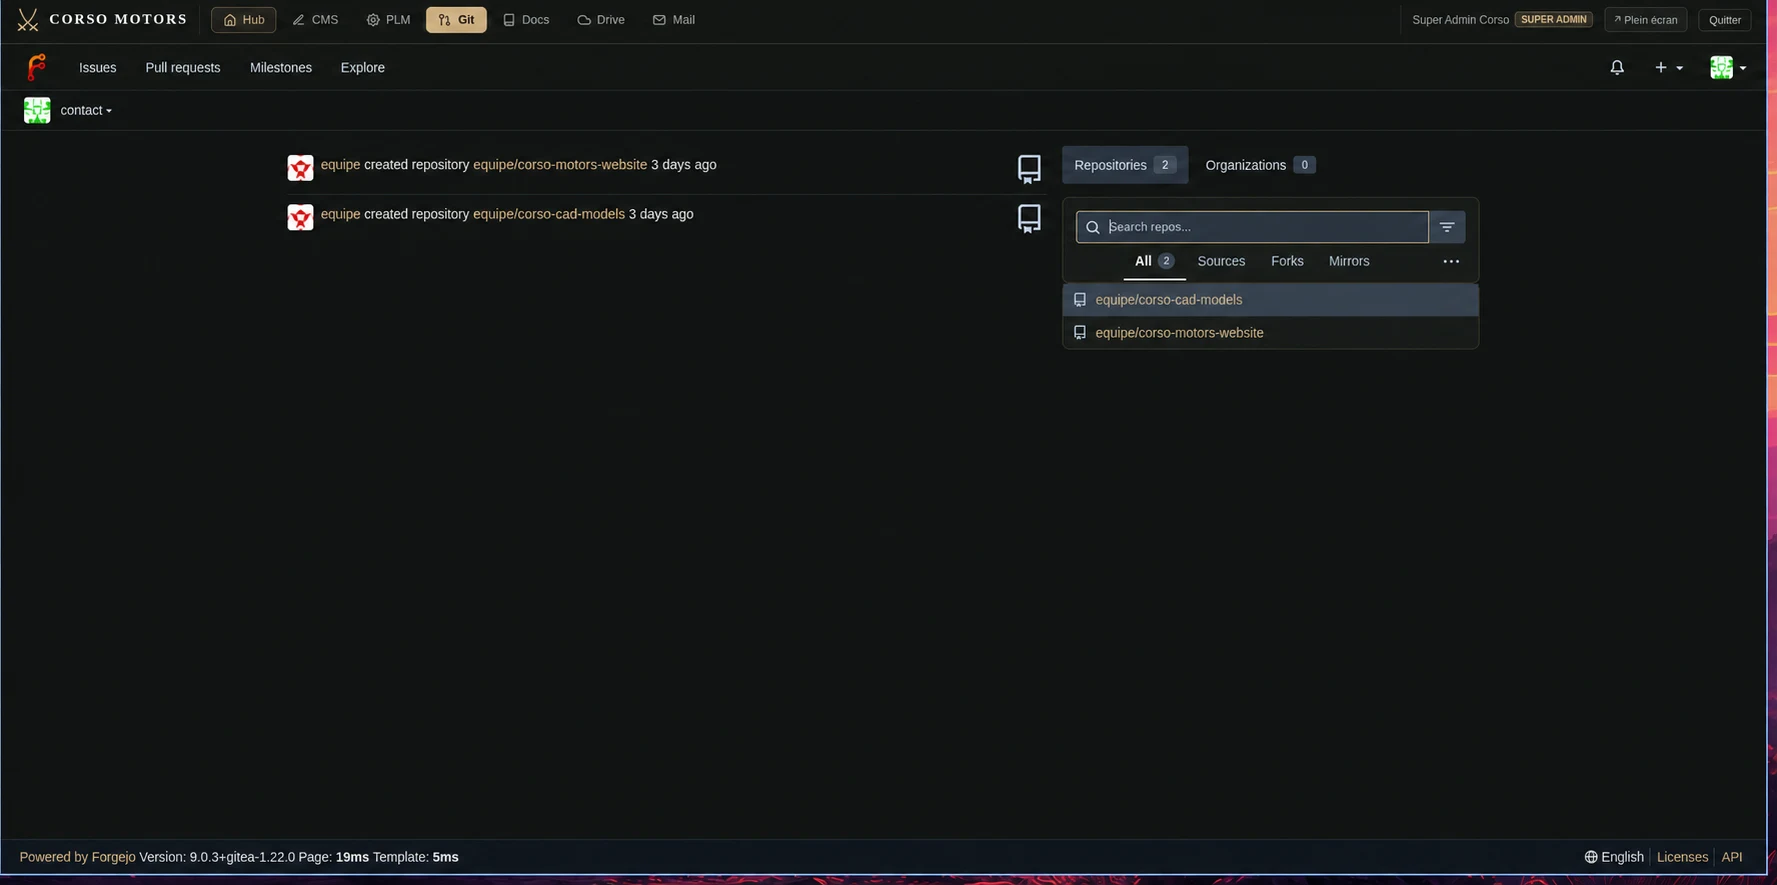 CORSO MOTORS Hub CMS PLM Git Docs Drive Mail Super Admin Corso SUPER ADMIN ↗ Plein écran Quitter
Issues Pull requests Milestones Explore
contact
equipe created repository equipe/corso-motors-website 3 days ago
equipe created repository equipe/corso-cad-models 3 days ago
Repositories 2 Organizations 0
Search repos...
All 2 Sources Forks Mirrors
equipe/corso-cad-models
equipe/corso-motors-website
Powered by Forgejo Version: 9.0.3+gitea-1.22.0 Page: 19ms Template: 5ms English Licenses API